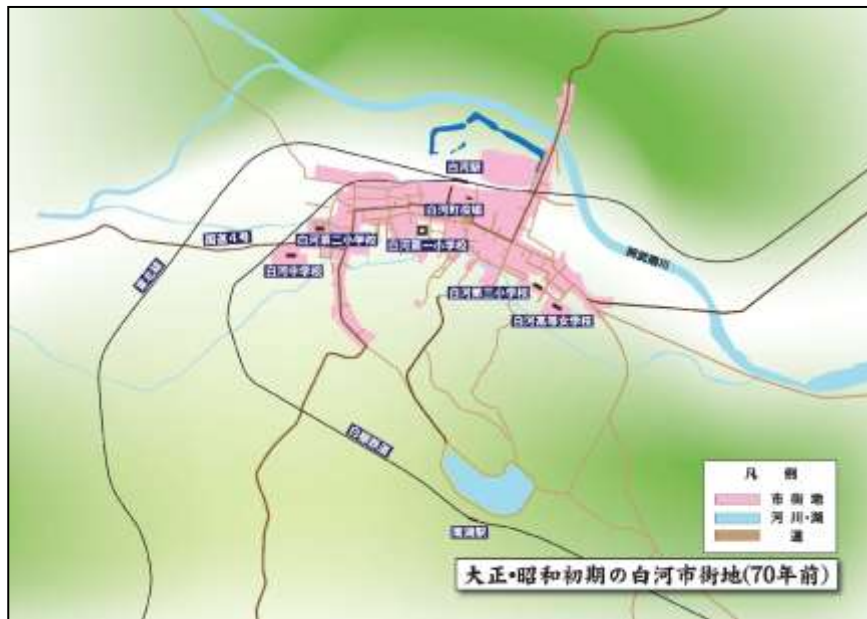 白河駅
白河町役場
国道4号
白河第二小学校
白河第一小学校
白河中学校
白河第三小学校
白河高等女学校
阿武隈川
白棚鉄道
凡 例
市 街 地
河 川・湖
道
大正・昭和初期の白河市街地(70年前)